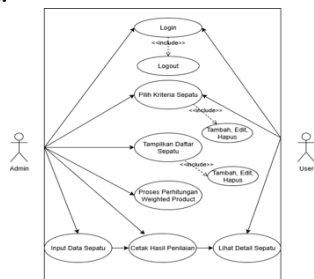 Login
<<include>>
Logout
Pilih Kriteria Sepatu
<<include>>
Tambah, Edit,
Hapus
Admin
User
Tampilkan Daftar
Sepatu
<<include>>
Tambah, Edit,
Hapus
Proses Perhitungan
Weighted Product
Input Data Sepatu
Cetak Hasil Penilaian
Lihat Detail Sepatu